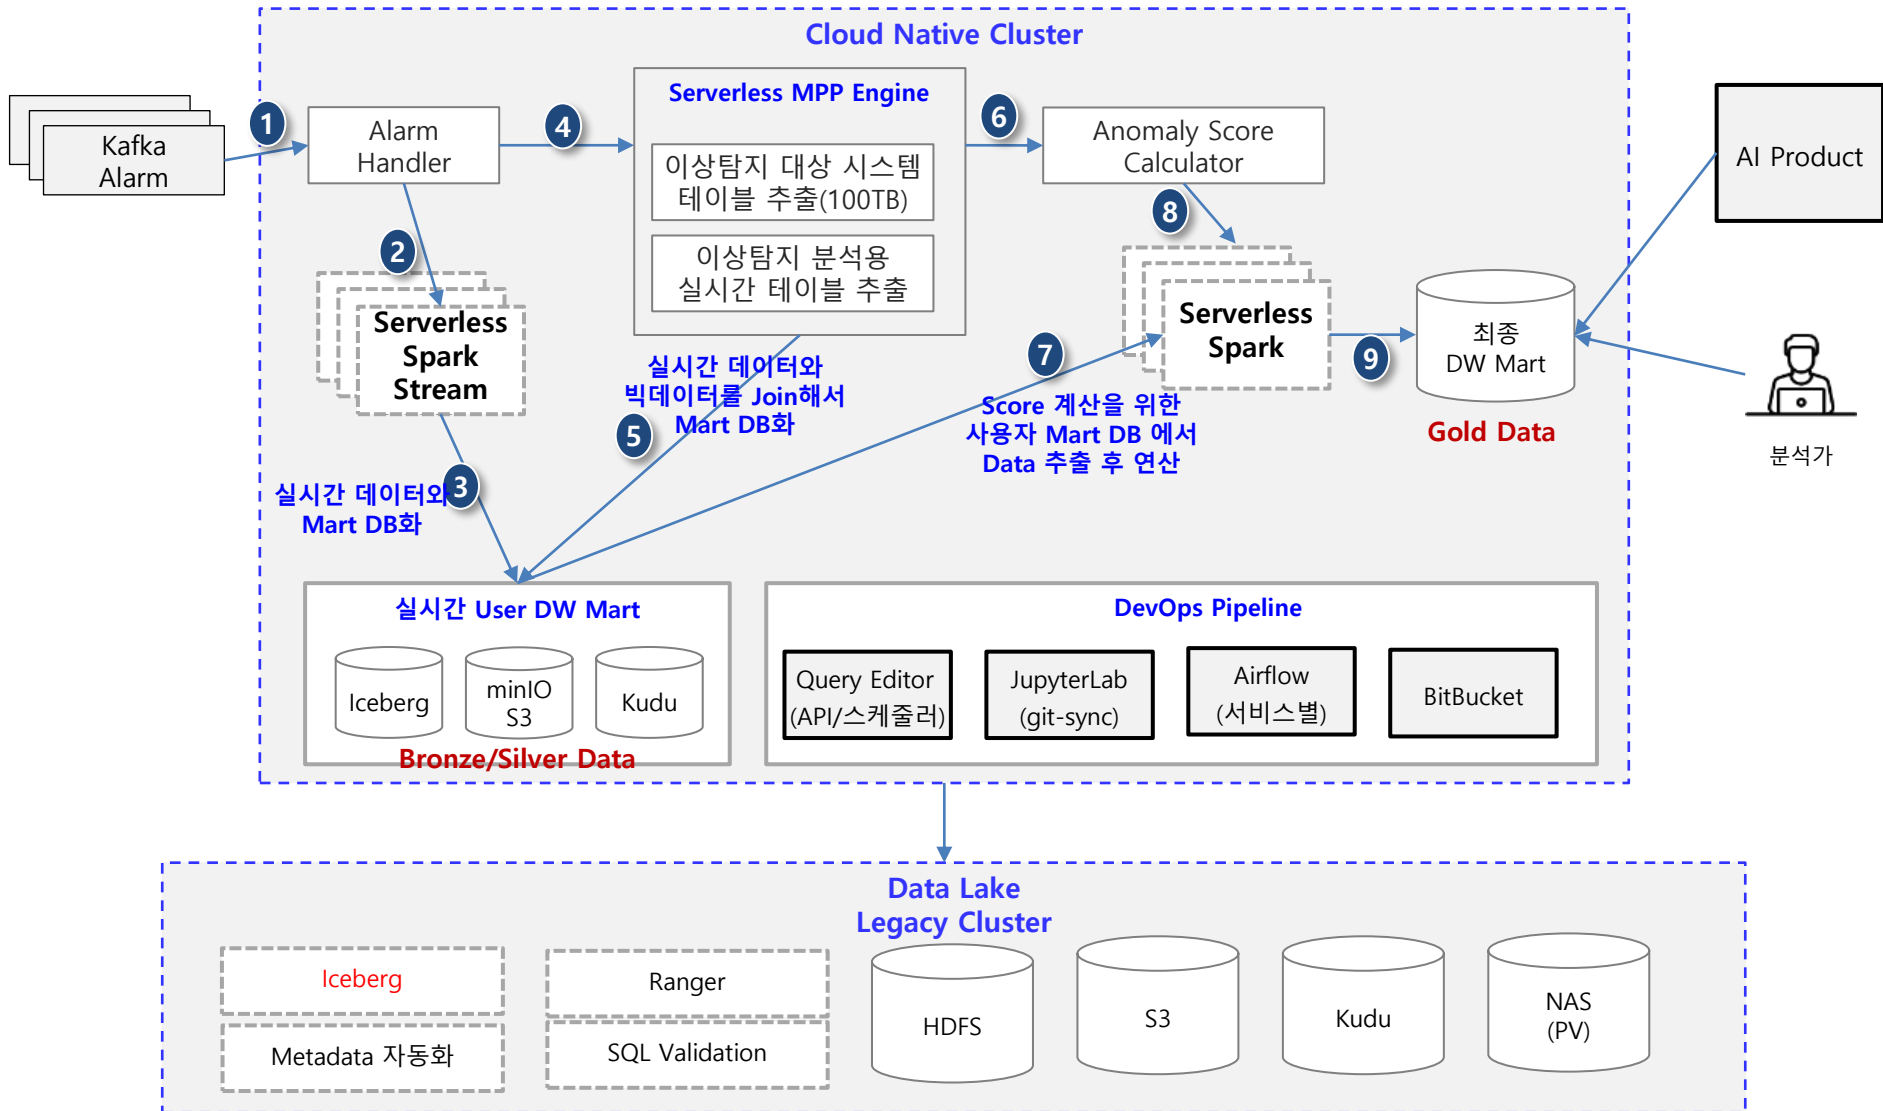 Cloud Native Cluster
Kafka
Alarm
1
Alarm
Handler
4
Serverless MPP Engine
이상탐지 대상 시스템
테이블 추출(100TB)
이상탐지 분석용
실시간 테이블 추출
6
Anomaly Score
Calculator
AI Product
2
Serverless
Spark
Stream
8
Serverless
Spark
7
9
최종
DW Mart
Gold Data
분석가
실시간 데이터와
빅데이터를 Join해서
Mart DB화
5
Score 계산을 위한
사용자 Mart DB 에서
Data 추출 후 연산
3
실시간 데이터와
Mart DB화
실시간 User DW Mart
Iceberg
minIO
S3
Kudu
Bronze/Silver Data
DevOps Pipeline
Query Editor
(API/스케줄러)
JupyterLab
(git-sync)
Airflow
(서비스별)
BitBucket
Data Lake
Legacy Cluster
Iceberg
Ranger
Metadata 자동화
SQL Validation
HDFS
S3
Kudu
NAS
(PV)